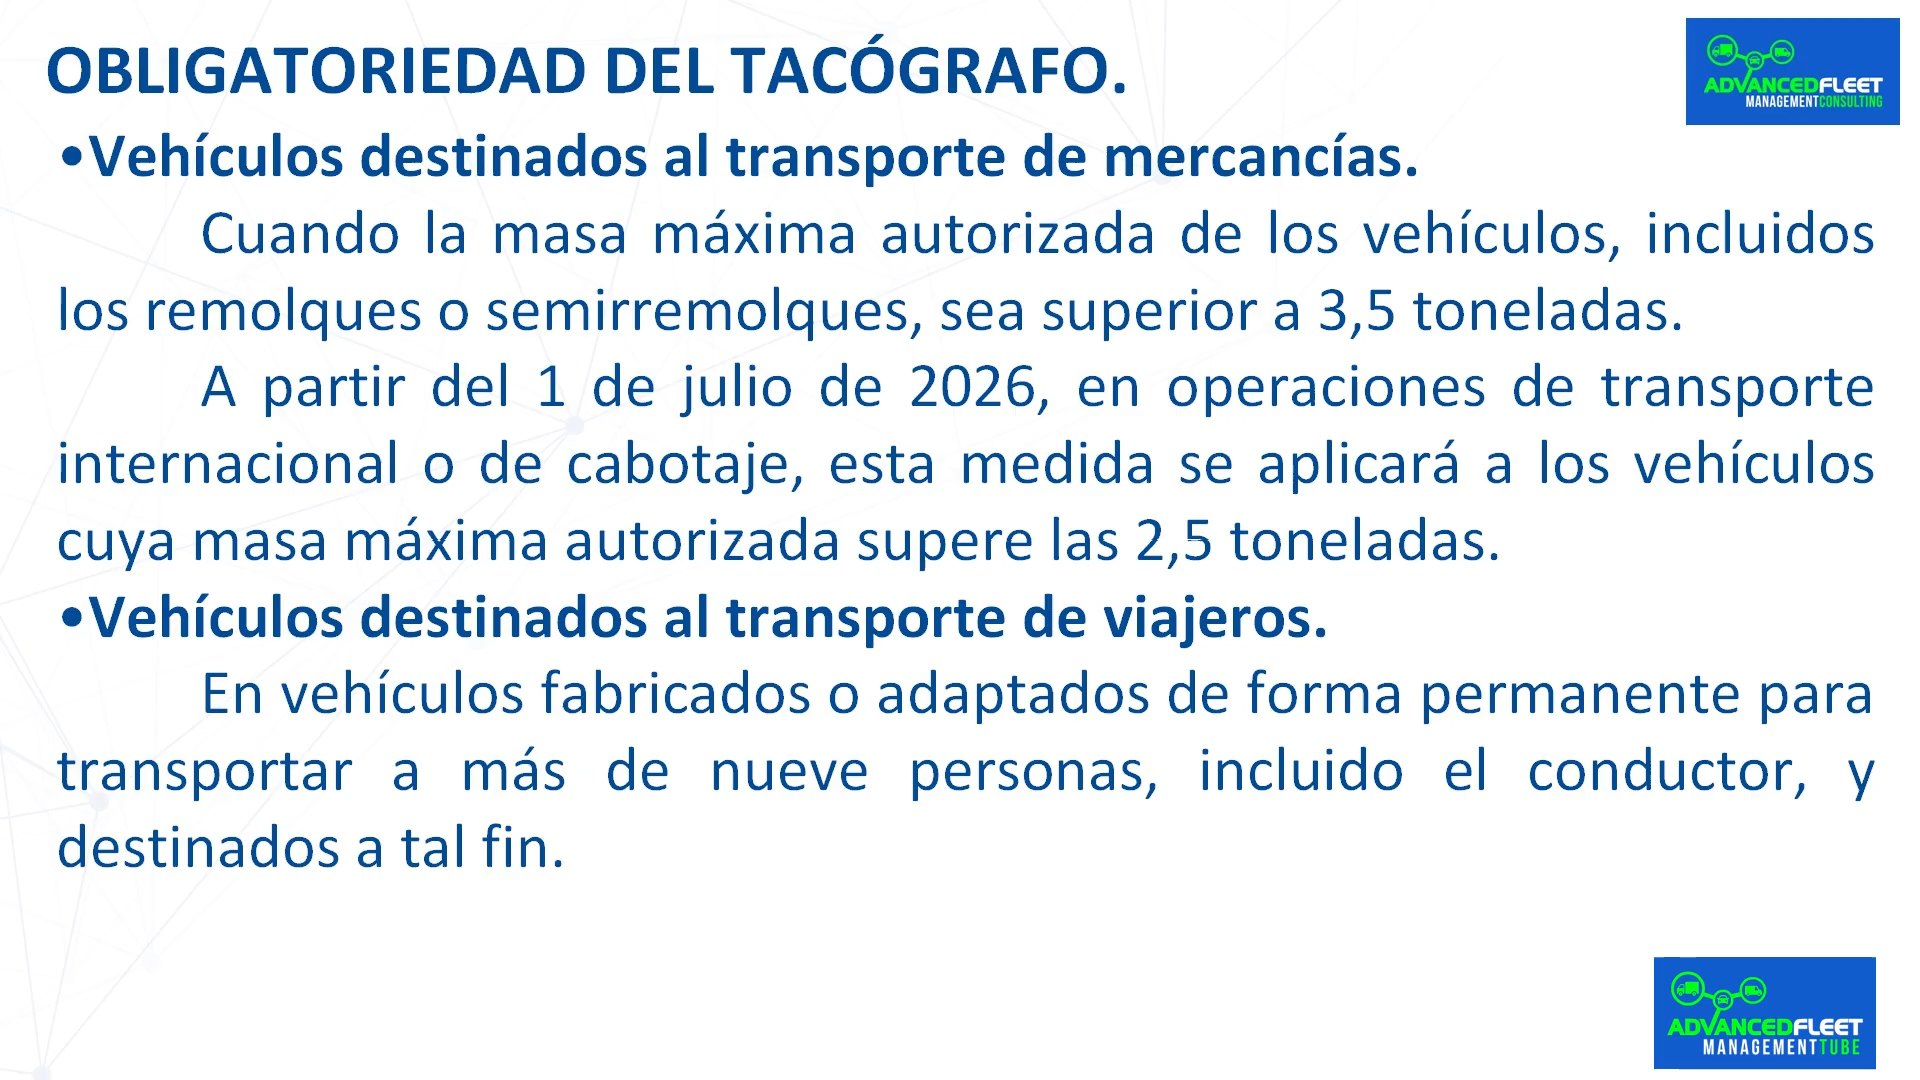 OBLIGATORIEDAD DEL TACÓGRAFO.
ADVANCEDFLEET
MANAGEMENTCONSULTING
•Vehículos destinados al transporte de mercancías.
Cuando la masa máxima autorizada de los vehículos, incluidos
los remolques o semirremolques, sea superior a 3,5 toneladas.
A partir del 1 de julio de 2026, en operaciones de transporte
internacional o de cabotaje, esta medida se aplicará a los vehículos
cuya masa máxima autorizada supere las 2,5 toneladas.
•Vehículos destinados al transporte de viajeros.
En vehículos fabricados o adaptados de forma permanente para
transportar a más de nueve personas, incluido el conductor, y
destinados a tal fin.
ADVANCEDFLEET
MANAGEMENTTUBE